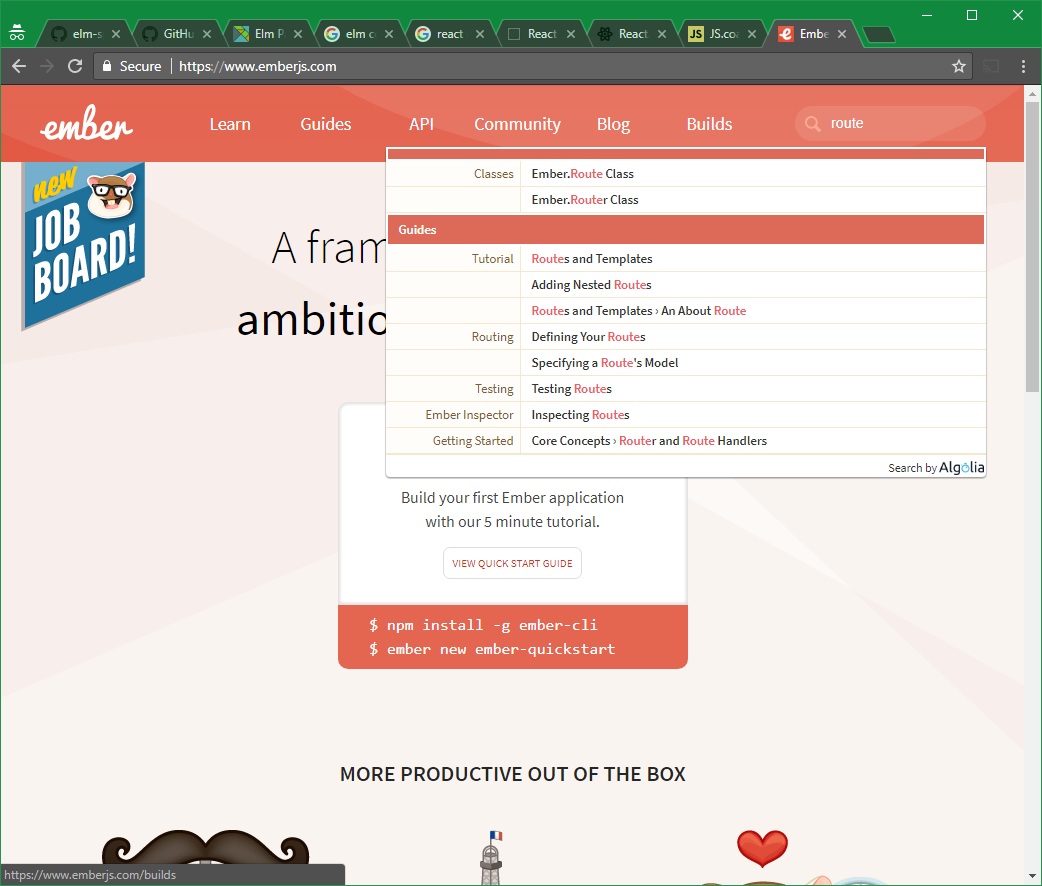 elm-s
GitHu
Elm P
elm c
react
React
React
JS.co
Embe
Secure
https://www.emberjs.com
ember
Learn
Guides
API
Community
Blog
Builds
route
new
JOB
BOARD!
Classes
Ember.Route Class
Ember.Router Class
Guides
Tutorial
Routes and Templates
Adding Nested Routes
Routes and Templates › An About Route
Routing
Defining Your Routes
Specifying a Route's Model
Testing
Testing Routes
Ember Inspector
Inspecting Routes
Getting Started
Core Concepts › Router and Route Handlers
Search by Algolia
A fram
ambitio
Build your first Ember application
with our 5 minute tutorial.
VIEW QUICK START GUIDE
$ npm install -g ember-cli
$ ember new ember-quickstart
MORE PRODUCTIVE OUT OF THE BOX
https://www.emberjs.com/builds